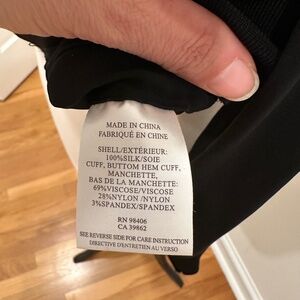 MADE IN CHINA
FABRIQUÉ EN CHINE
SHELL/EXTÉRIEUR:
100%SILK/SOIE
CUFF, BUTTOM HEM CUFF,
MANCHETTE,
BAS DE LA MANCHETTE:
69%VISCOSE/VISCOSE
28%NYLON/NYLON
3%SPANDEX/SPANDEX
RN 98406
CA 39862
SEE REVERSE SIDE FOR CARE INSTRUCTION
DIRECTIVE D'ENTRETIEN AU VERSO